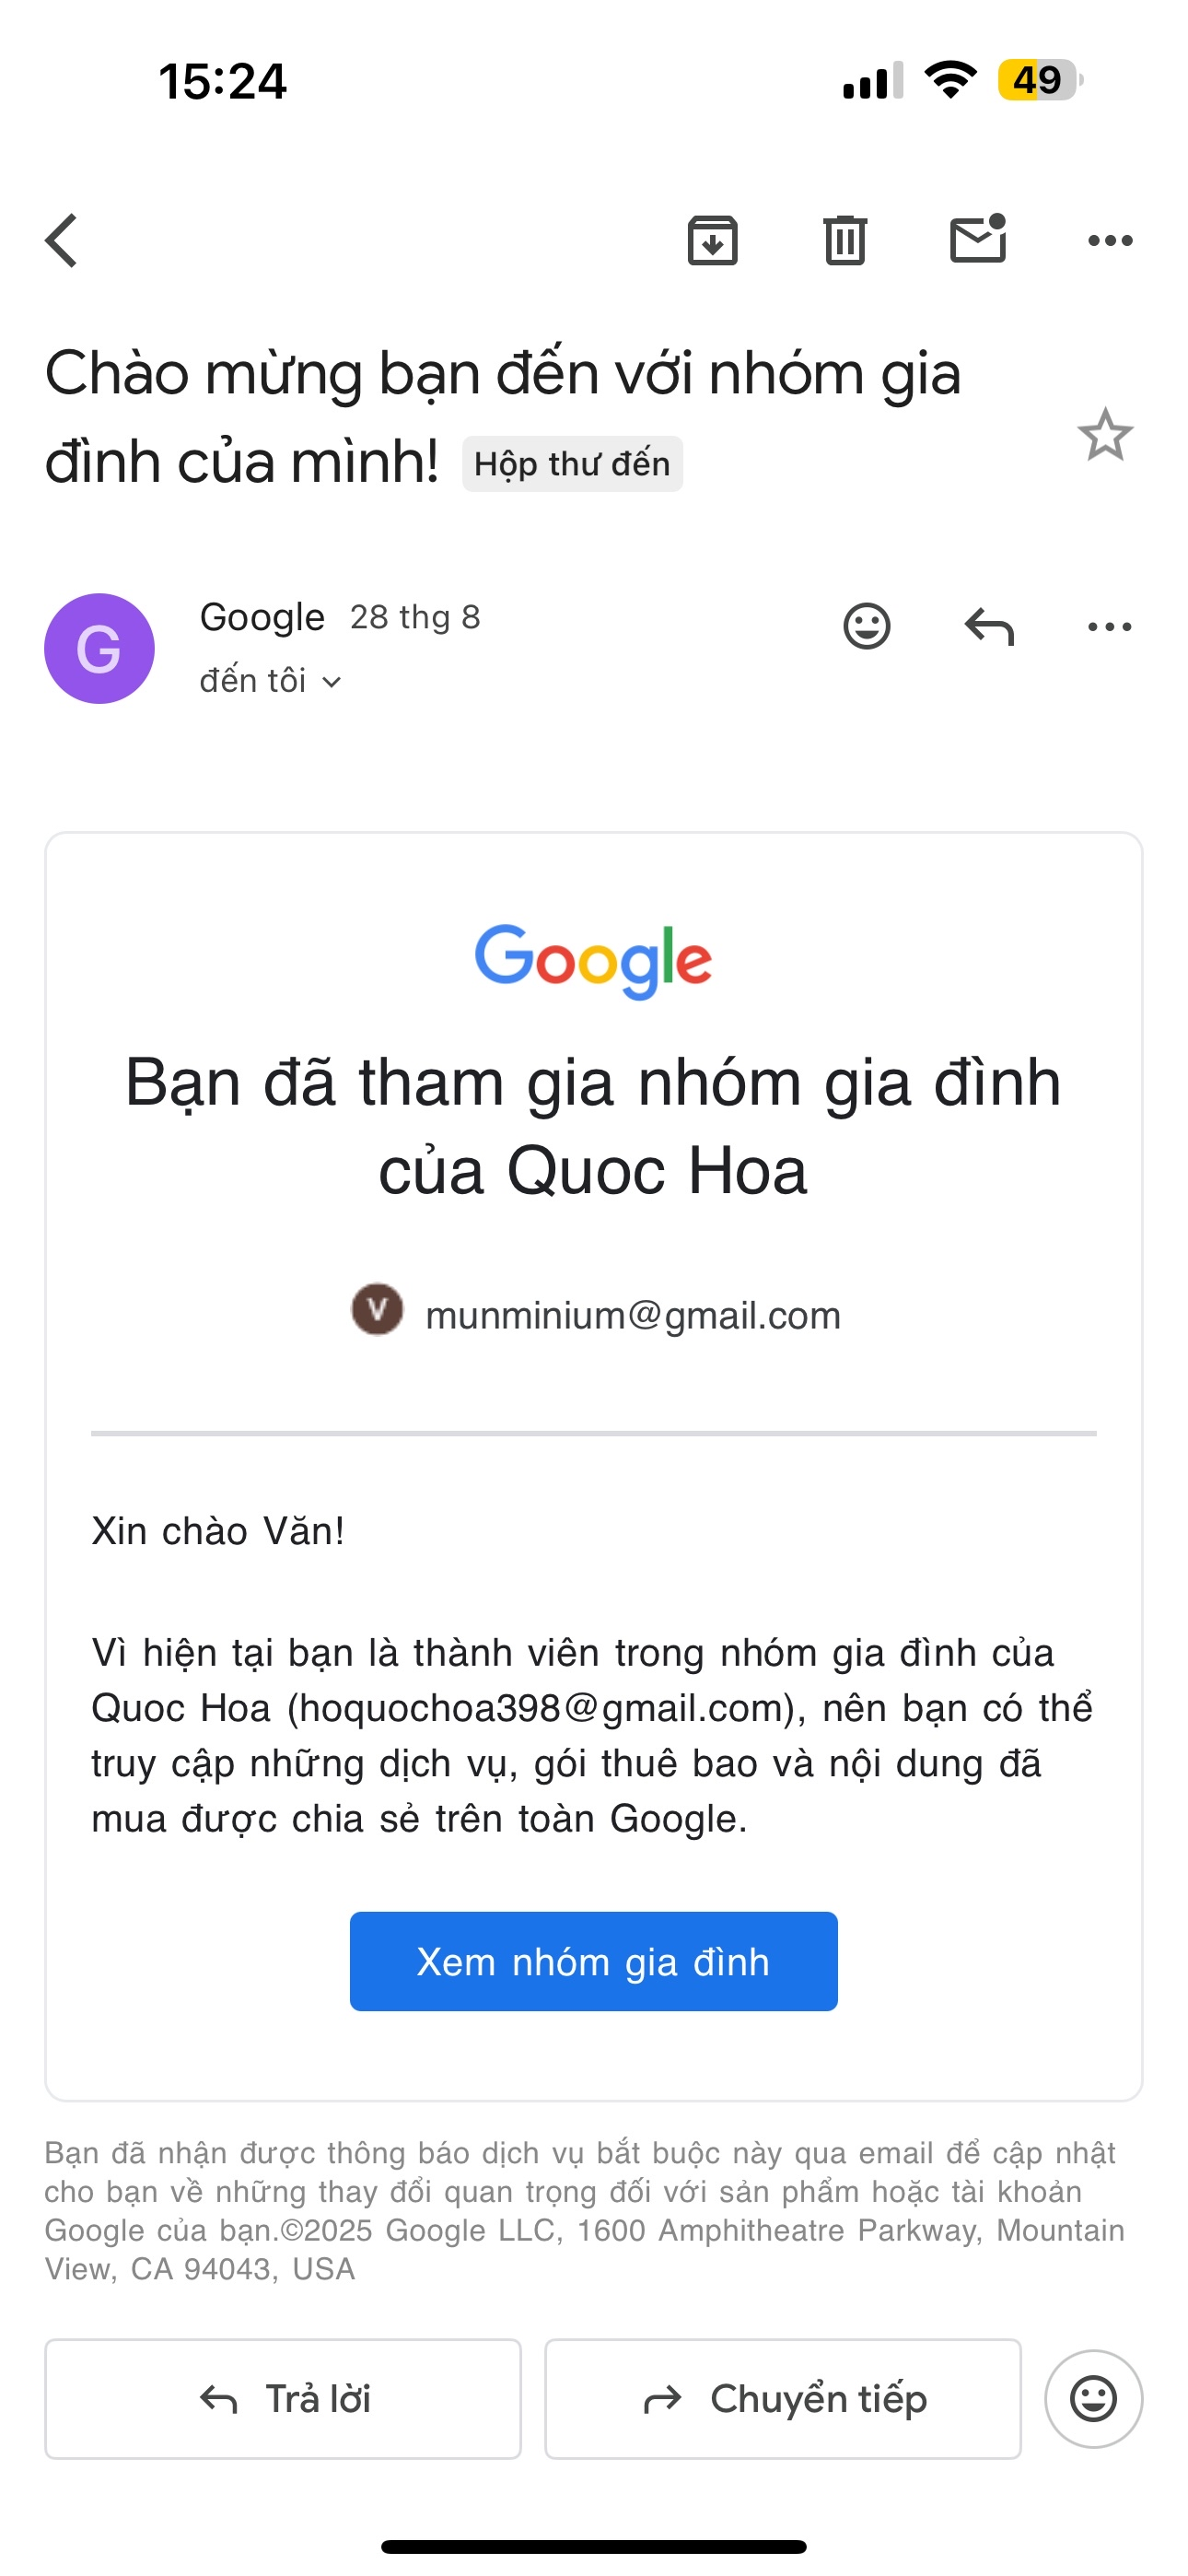 15:24
49
Chào mừng bạn đến với nhóm gia
đình của mình! Hộp thư đến
G
Google 28 thg 8
đến tôi
Google
Bạn đã tham gia nhóm gia đình
của Quoc Hoa
V munminium@gmail.com
Xin chào Văn!
Vì hiện tại bạn là thành viên trong nhóm gia đình của
Quoc Hoa (hoquochoa398@gmail.com), nên bạn có thể
truy cập những dịch vụ, gói thuê bao và nội dung đã
mua được chia sẻ trên toàn Google.
Xem nhóm gia đình
Bạn đã nhận được thông báo dịch vụ bắt buộc này qua email để cập nhật
cho bạn về những thay đổi quan trọng đối với sản phẩm hoặc tài khoản
Google của bạn.©2025 Google LLC, 1600 Amphitheatre Parkway, Mountain
View, CA 94043, USA
Trả lời
Chuyển tiếp